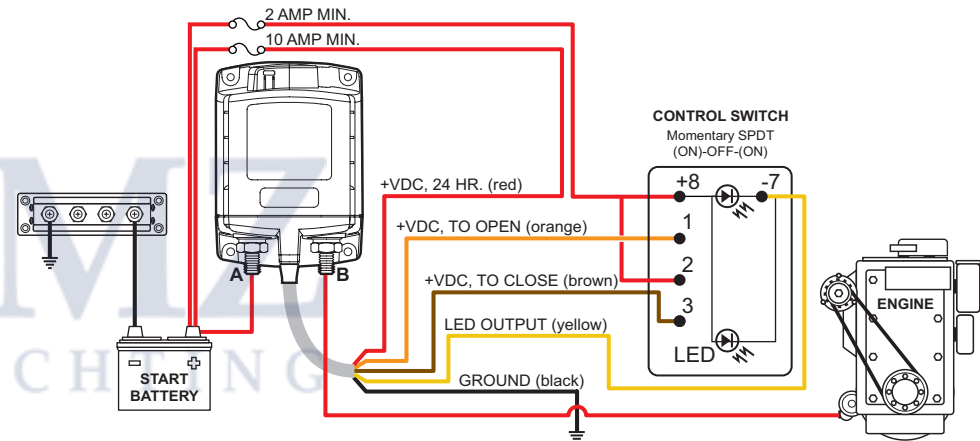 2 AMP MIN.
10 AMP MIN.
CONTROL SWITCH
Momentary SPDT
(ON)-OFF-(ON)
+VDC, 24 HR. (red)
+8
-7
+VDC, TO OPEN (orange)
1
A
B
+VDC, TO CLOSE (brown)
2
3
ENGINE
LED OUTPUT (yellow)
LED
GROUND (black)
- +
START
BATTERY
MZ
CHTING